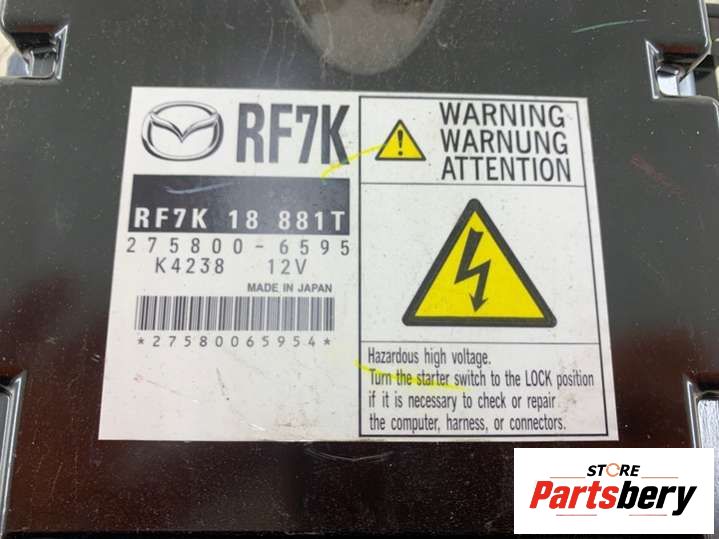 RF7K
RF7K 18 881T
275800-6595
K4238 12V
MADE IN JAPAN
*27580065954*
WARNING
WARNUNG
ATTENTION
Hazardous high voltage.
Turn the starter switch to the LOCK position
if it is necessary to check or repair
the computer, harness, or connectors.
STORE
Partsbery